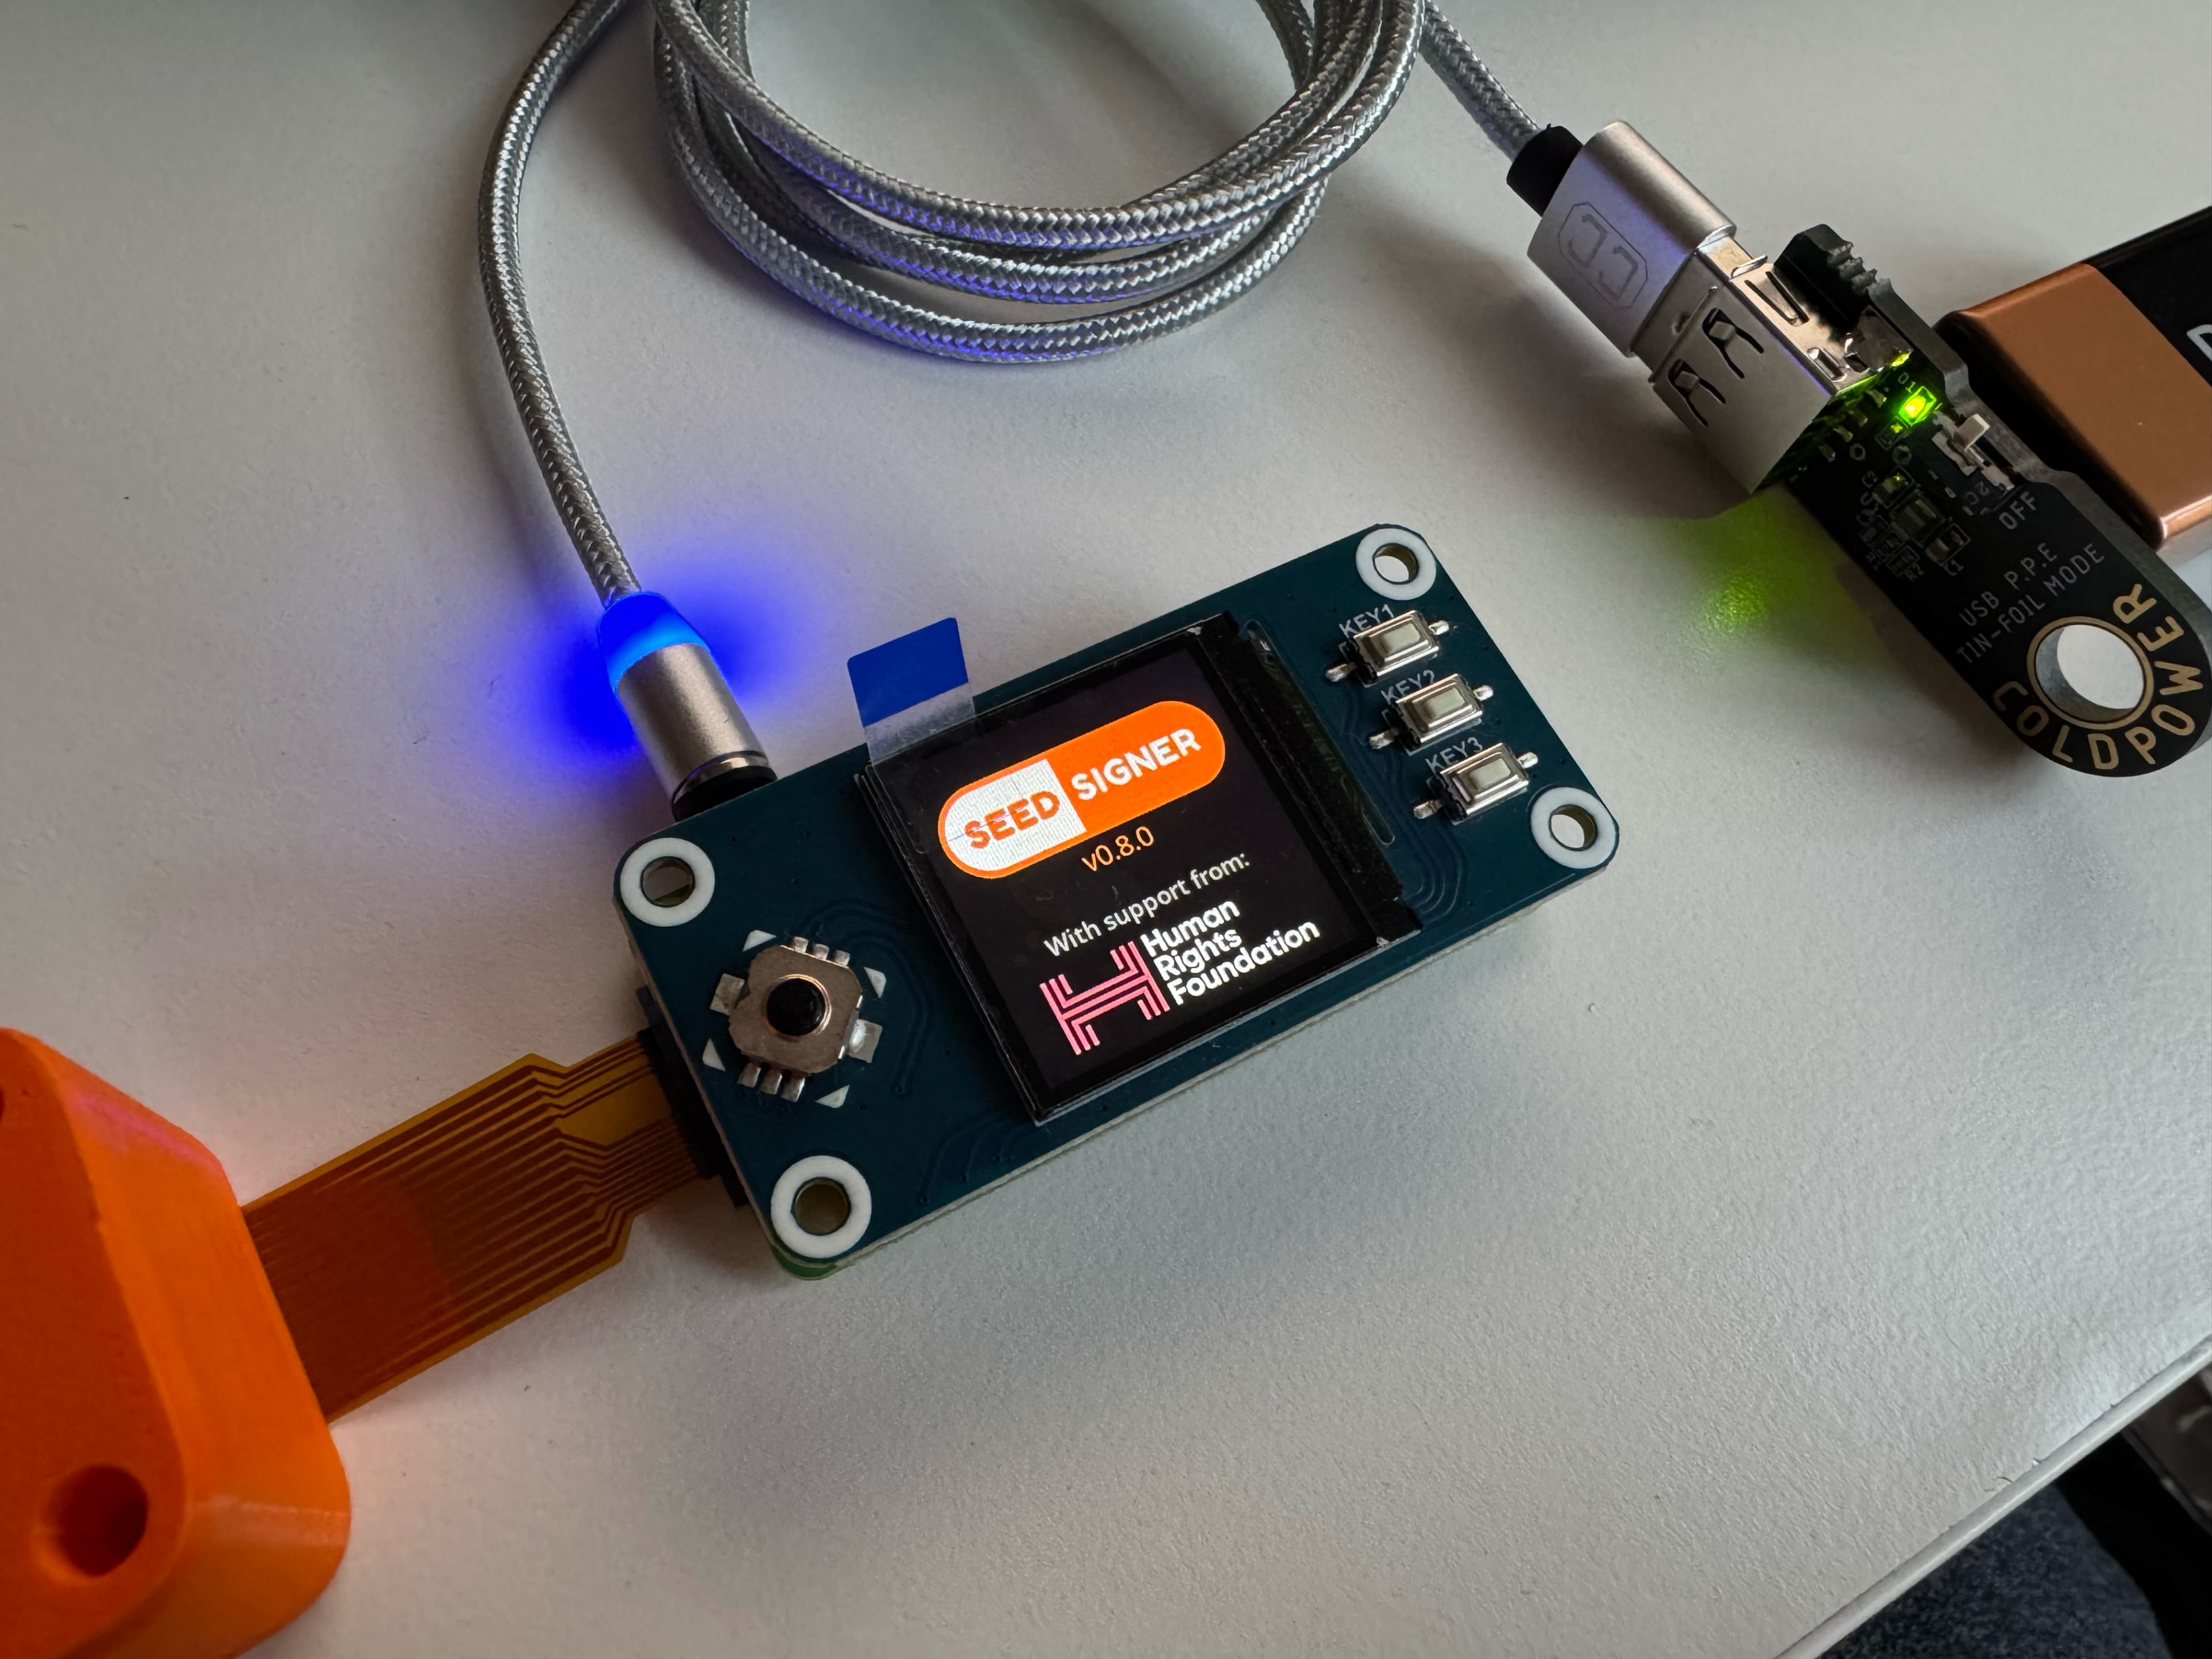 SEED SIGNER
v0.8.0
With support from:
Human
Rights
Foundation
KEY1
KEY2
KEY3
D1
OFF
USB P.P.E
TIN-FOIL MODE
COLDPOWER